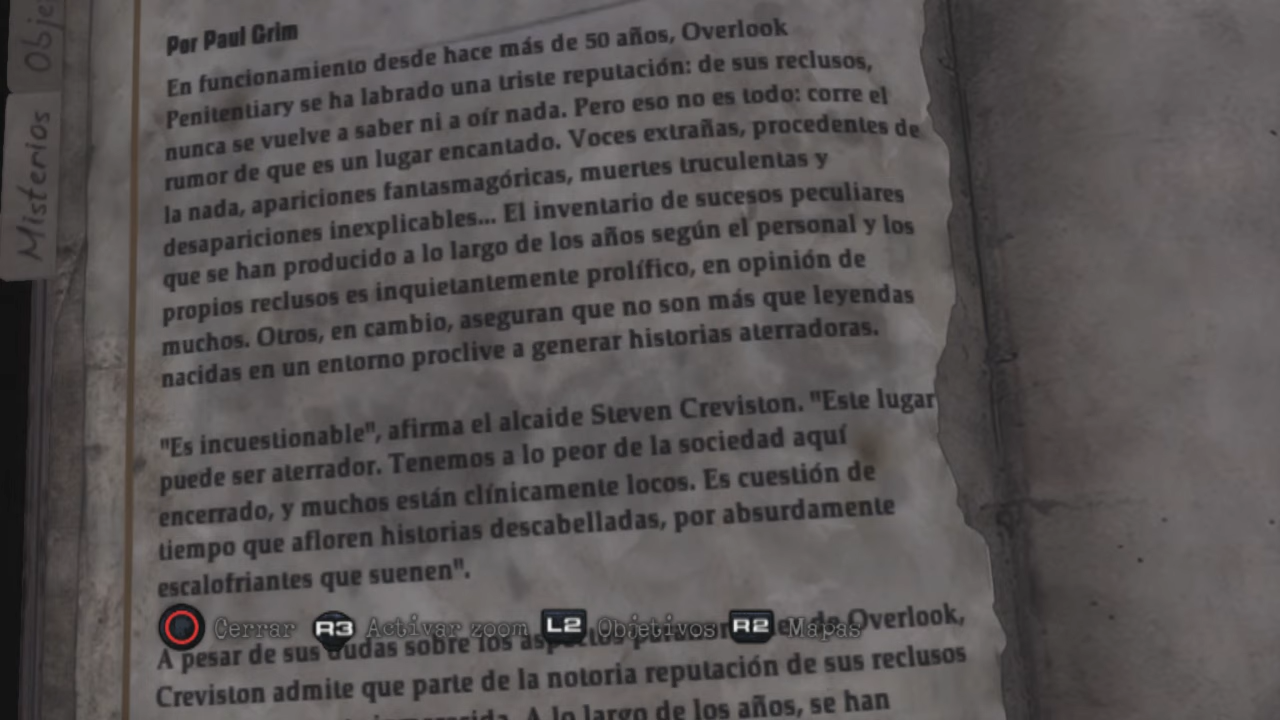 Obje
Misterios
Por Paul Grim
En funcionamiento desde hace más de 50 años, Overlook
Penitentiary se ha labrado una triste reputación: de sus reclusos,
nunca se vuelve a saber ni a oír nada. Pero eso no es todo: corre el
rumor de que es un lugar encantado. Voces extrañas, procedentes de
la nada, apariciones fantasmagóricas, muertes truculentas y
desapariciones inexplicables... El inventario de sucesos peculiares
que se han producido a lo largo de los años según el personal y los
propios reclusos es inquietantemente prolífico, en opinión de
muchos. Otros, en cambio, aseguran que no son más que leyendas
nacidas en un entorno proclive a generar historias aterradoras.
"Es incuestionable", afirma el alcaide Steven Creviston. "Este lugar
puede ser aterrador. Tenemos a lo peor de la sociedad aquí
encerrado, y muchos están clínicamente locos. Es cuestión de
tiempo que afloren historias descabelladas, por absurdamente
escalofriantes que suenen".
Cerrar R3 Activar zoom L2 Objetivos R2 Mapas
A pesar de sus dudas sobre los aspectos de Overlook,
Creviston admite que parte de la notoria reputación de sus reclusos
A lo largo de los años, se han